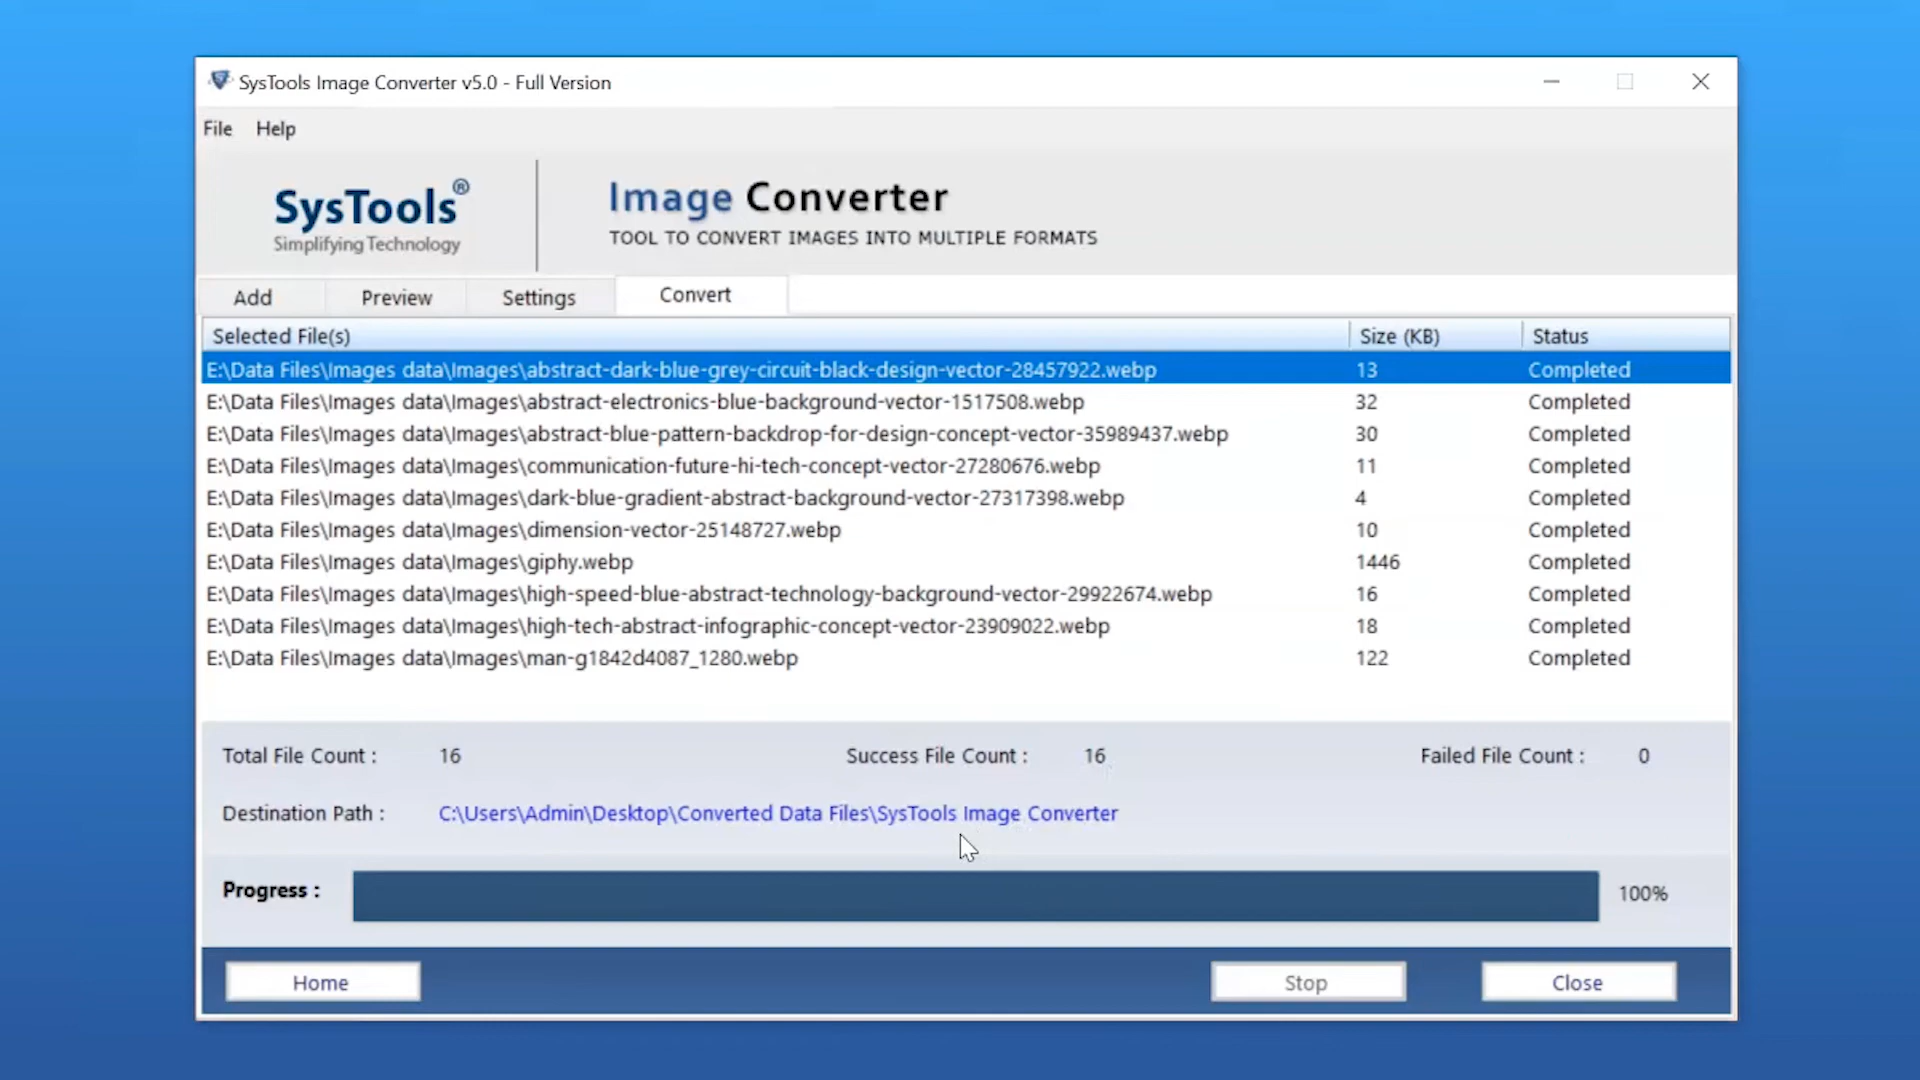 SysTools Image Converter v5.0 - Full Version
File Help
SysTools®
Simplifying Technology
Image Converter
TOOL TO CONVERT IMAGES INTO MULTIPLE FORMATS
Add Preview Settings Convert
Selected File(s) Size (KB) Status
E:\Data Files\Images data\Images\abstract-dark-blue-grey-circuit-black-design-vector-28457922.webp 13 Completed
E:\Data Files\Images data\Images\abstract-electronics-blue-background-vector-1517508.webp 32 Completed
E:\Data Files\Images data\Images\abstract-blue-pattern-backdrop-for-design-concept-vector-35989437.webp 30 Completed
E:\Data Files\Images data\Images\communication-future-hi-tech-concept-vector-27280676.webp 11 Completed
E:\Data Files\Images data\Images\dark-blue-gradient-abstract-background-vector-27317398.webp 4 Completed
E:\Data Files\Images data\Images\dimension-vector-25148727.webp 10 Completed
E:\Data Files\Images data\Images\giphy.webp 1446 Completed
E:\Data Files\Images data\Images\high-speed-blue-abstract-technology-background-vector-29922674.webp 16 Completed
E:\Data Files\Images data\Images\high-tech-abstract-infographic-concept-vector-23909022.webp 18 Completed
E:\Data Files\Images data\Images\man-g1842d4087_1280.webp 122 Completed
Total File Count : 16 Success File Count : 16 Failed File Count : 0
Destination Path : C:\Users\Admin\Desktop\Converted Data Files\SysTools Image Converter
Progress : 100%
Home Stop Close